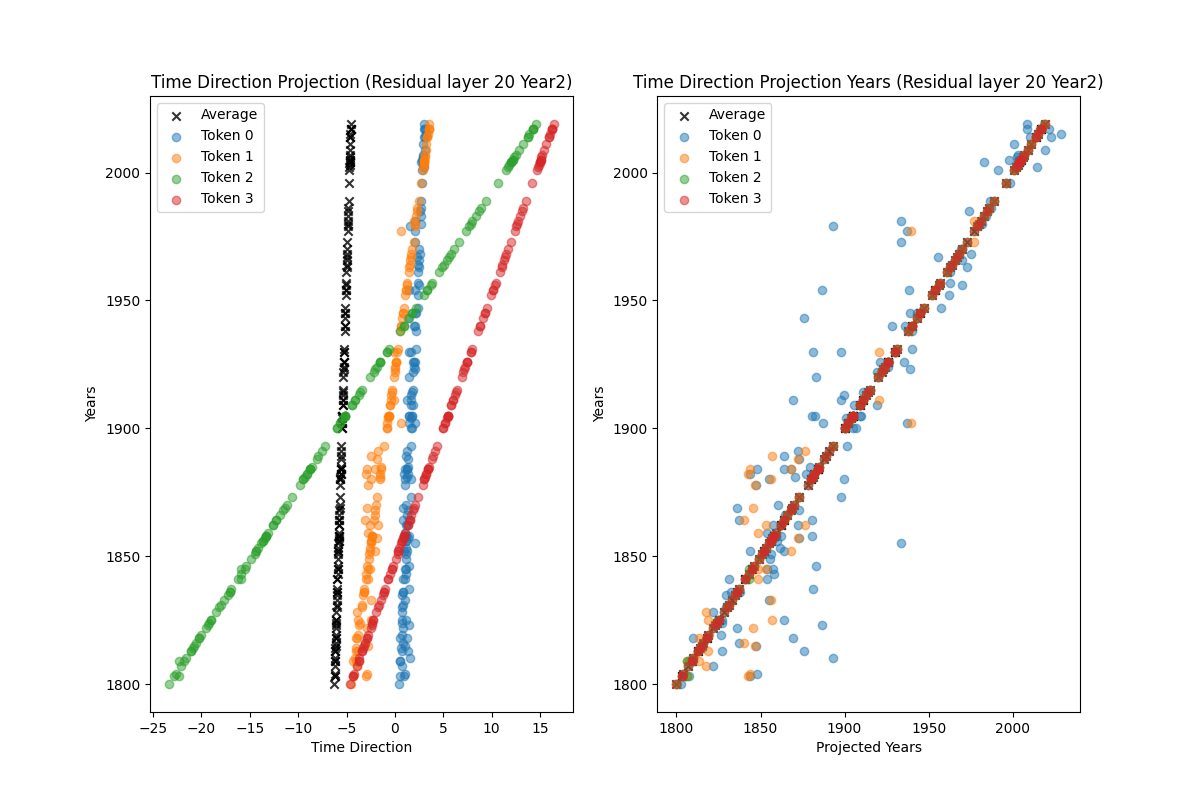 Time Direction Projection (Residual layer 20 Year2)
Average
Token 0
Token 1
Token 2
Token 3
2000
1950
1900
1850
1800
Years
−25 −20 −15 −10 −5 0 5 10 15
Time Direction
Time Direction Projection Years (Residual layer 20 Year2)
Average
Token 0
Token 1
Token 2
Token 3
2000
1950
1900
1850
1800
Years
1800 1850 1900 1950 2000
Projected Years